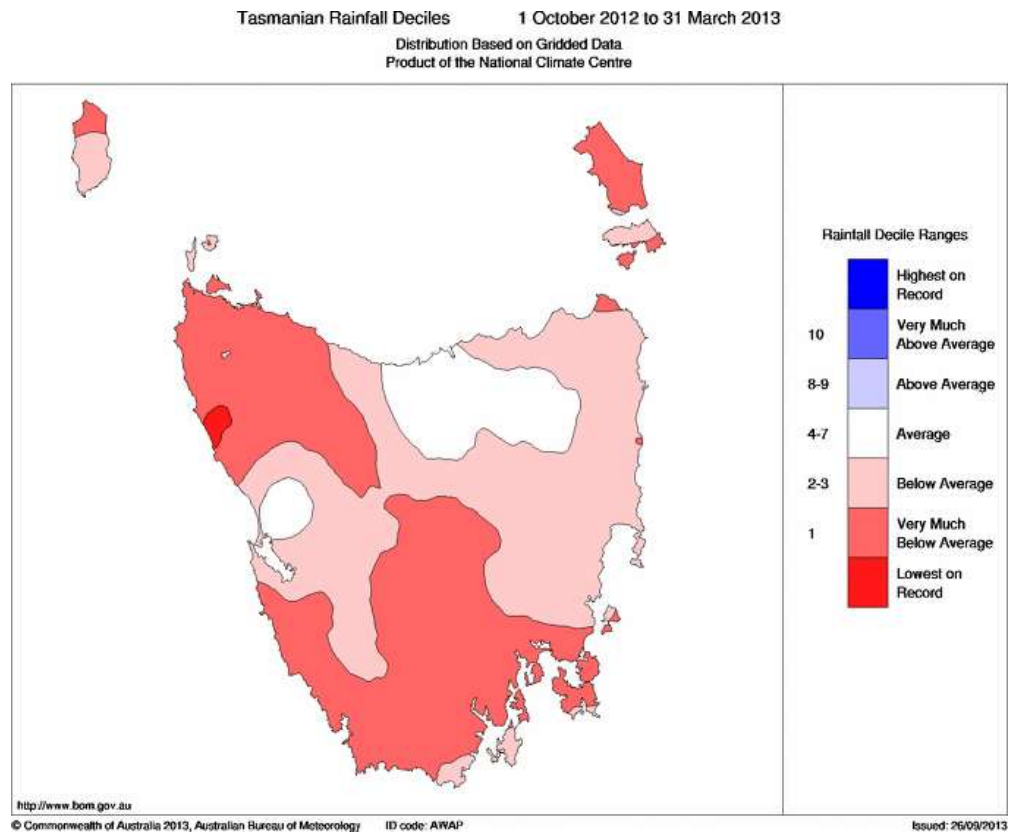 Tasmanian Rainfall Deciles 1 October 2012 to 31 March 2013
Distribution Based on Gridded Data
Product of the National Climate Centre
Rainfall Decile Ranges
Highest on
Record
10 Very Much
Above Average
8-9 Above Average
4-7 Average
2-3 Below Average
1 Very Much
Below Average
Lowest on
Record
http://www.bom.gov.au
© Commonwealth of Australia 2013, Australian Bureau of Meteorology ID code: AWAP Issued: 26/09/2013